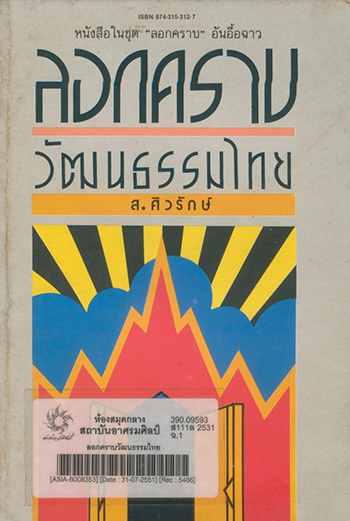 ISBN 974-315-312-7
หนังสือในชุด "ลอกคราบ" อันอื้อฉาว
ลอกคราบ
วัฒนธรรมไทย
ส.ศิวรักษ์
ห้องสมุดกลาง
สถาบันอาศรมศิลป์
390.09593
ส111ล 2531
ฉ.1
ลอกคราบวัฒนธรรมไทย
[ASIA-B008353] [Date : 31-07-2551] [Rec : 5466]